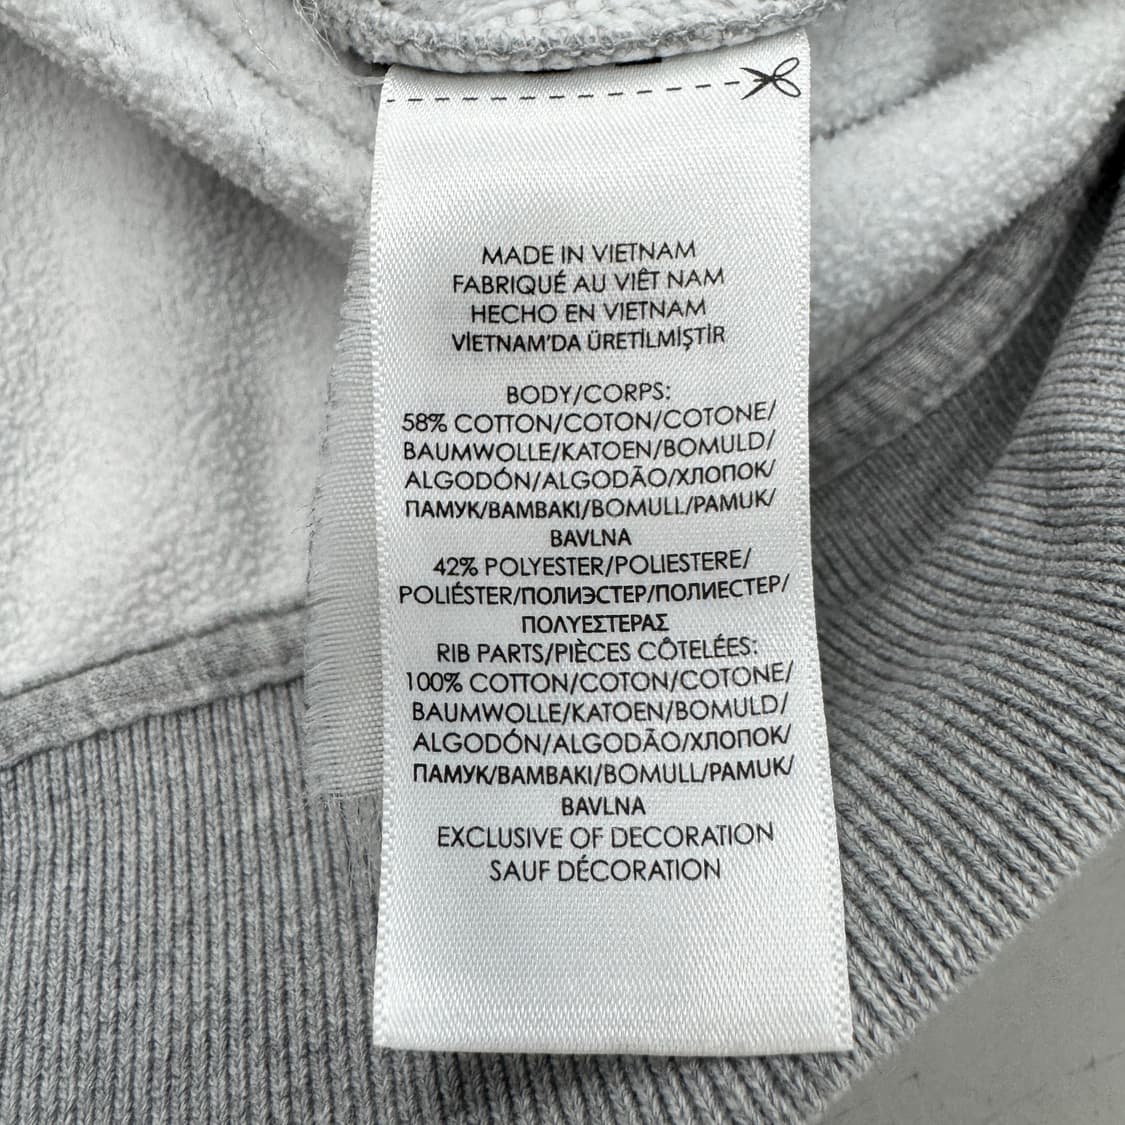 MADE IN VIETNAM
FABRIQUÉ AU VIÊT NAM
HECHO EN VIETNAM
VİETNAM'DA ÜRETİLMİŞTİR
BODY/CORPS:
58% COTTON/COTON/COTONE/
BAUMWOLLE/KATOEN/BOMULD/
ALGODÓN/ALGODÃO/ХЛОПОК/
ПАМУК/BAMBAKI/BOMULL/PAMUK/
BAVLNA
42% POLYESTER/POLIESTERE/
POLIÉSTER/ПОЛИЭСТЕР/ПОЛИЕСТЕР/
ΠΟΛΥΕΣΤΕΡΑΣ
RIB PARTS/PIÈCES CÔTELÉES:
100% COTTON/COTON/COTONE/
BAUMWOLLE/KATOEN/BOMULD/
ALGODÓN/ALGODÃO/ХЛОПОК/
ПАМУК/BAMBAKI/BOMULL/PAMUK/
BAVLNA
EXCLUSIVE OF DECORATION
SAUF DÉCORATION